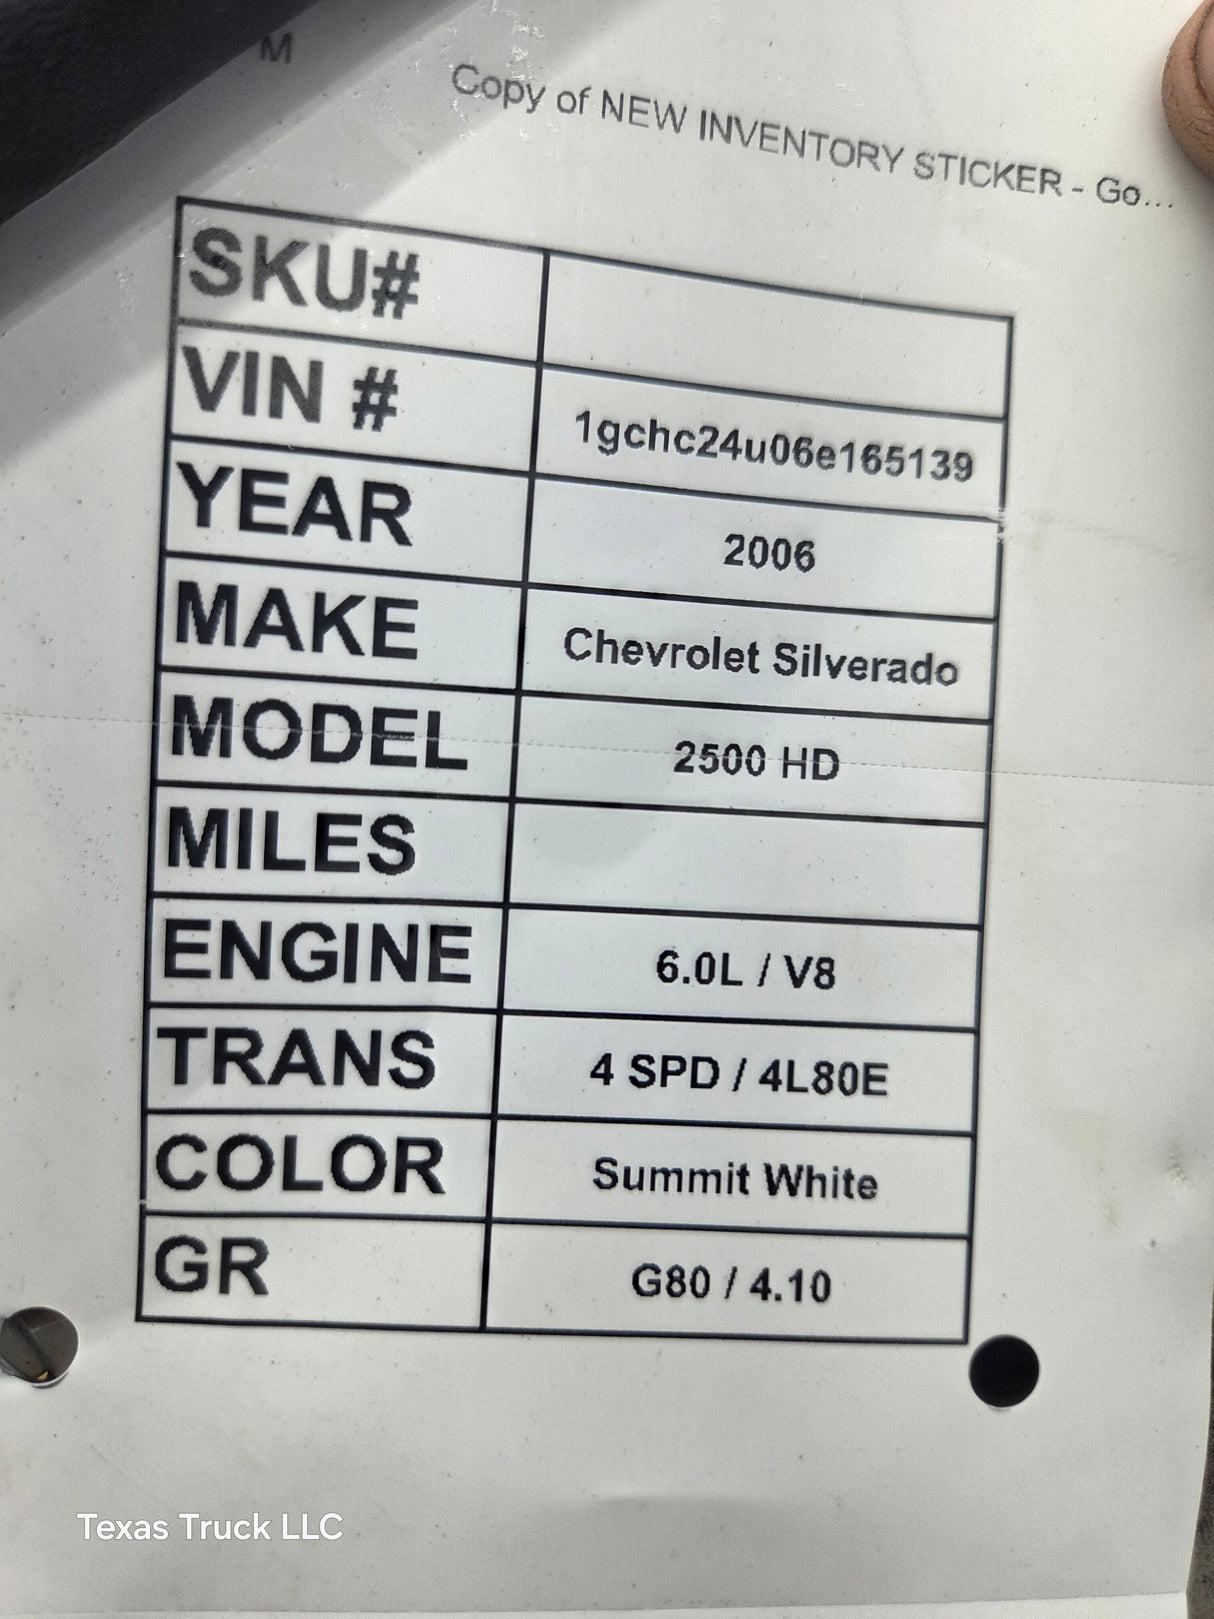 M
Copy of NEW INVENTORY STICKER - Go...
SKU#
VIN # 1gchc24u06e165139
YEAR 2006
MAKE Chevrolet Silverado
MODEL 2500 HD
MILES
ENGINE 6.0L / V8
TRANS 4 SPD / 4L80E
COLOR Summit White
GR G80 / 4.10
Texas Truck LLC